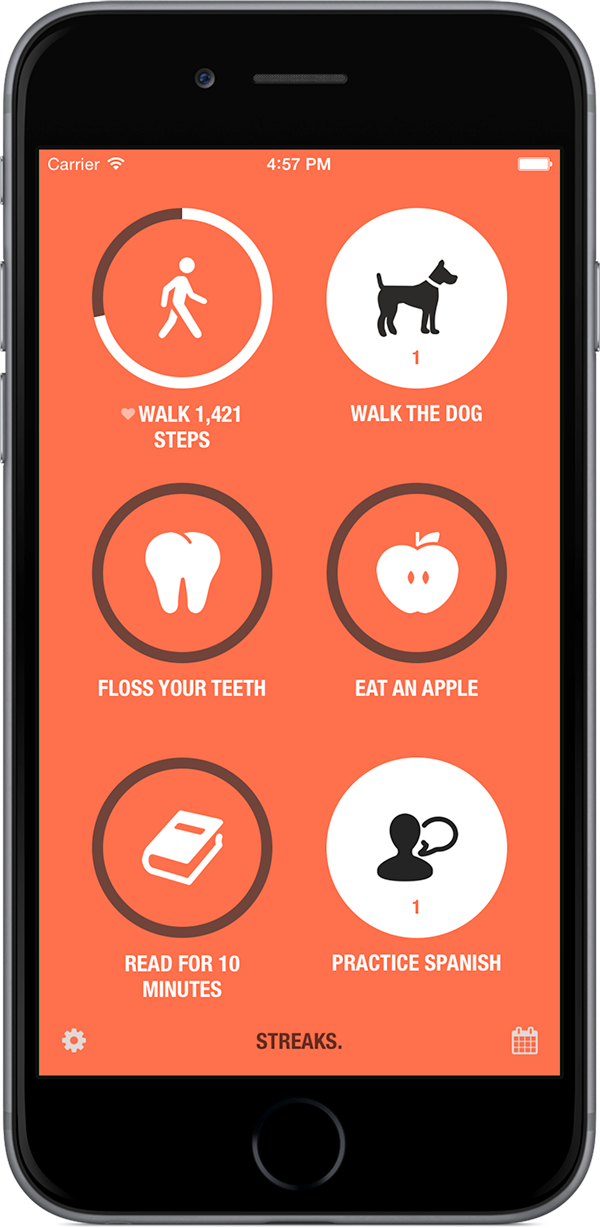 Carrier
4:57 PM
WALK 1,421
STEPS
1
WALK THE DOG
FLOSS YOUR TEETH
EAT AN APPLE
READ FOR 10
MINUTES
1
PRACTICE SPANISH
STREAKS.